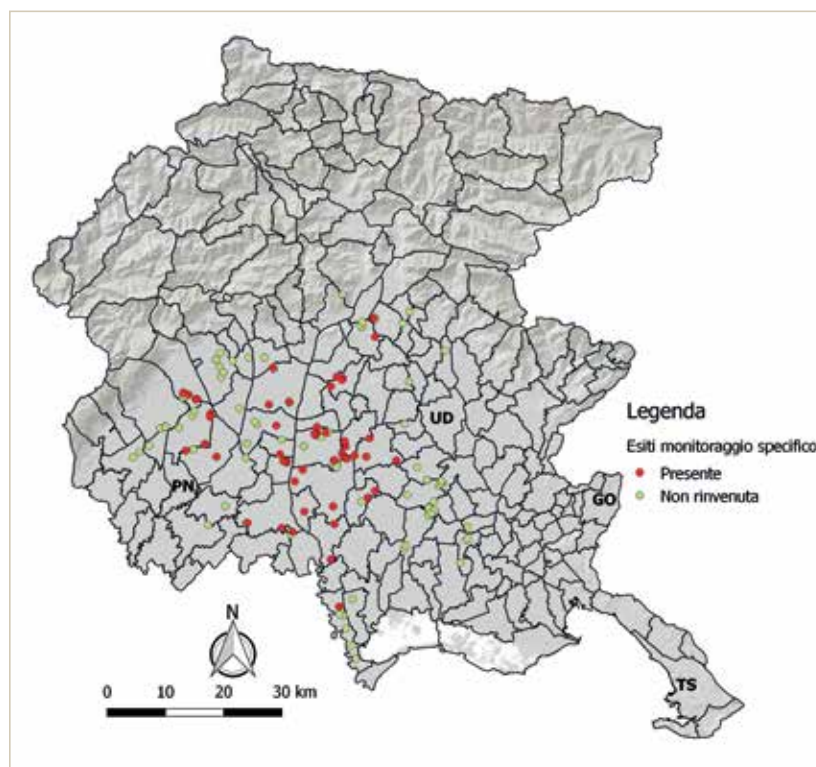 UD
Legenda
Esiti monitoraggio specifico
Presente
Non rinvenuta
PN
GO
N
0 10 20 30 km
TS